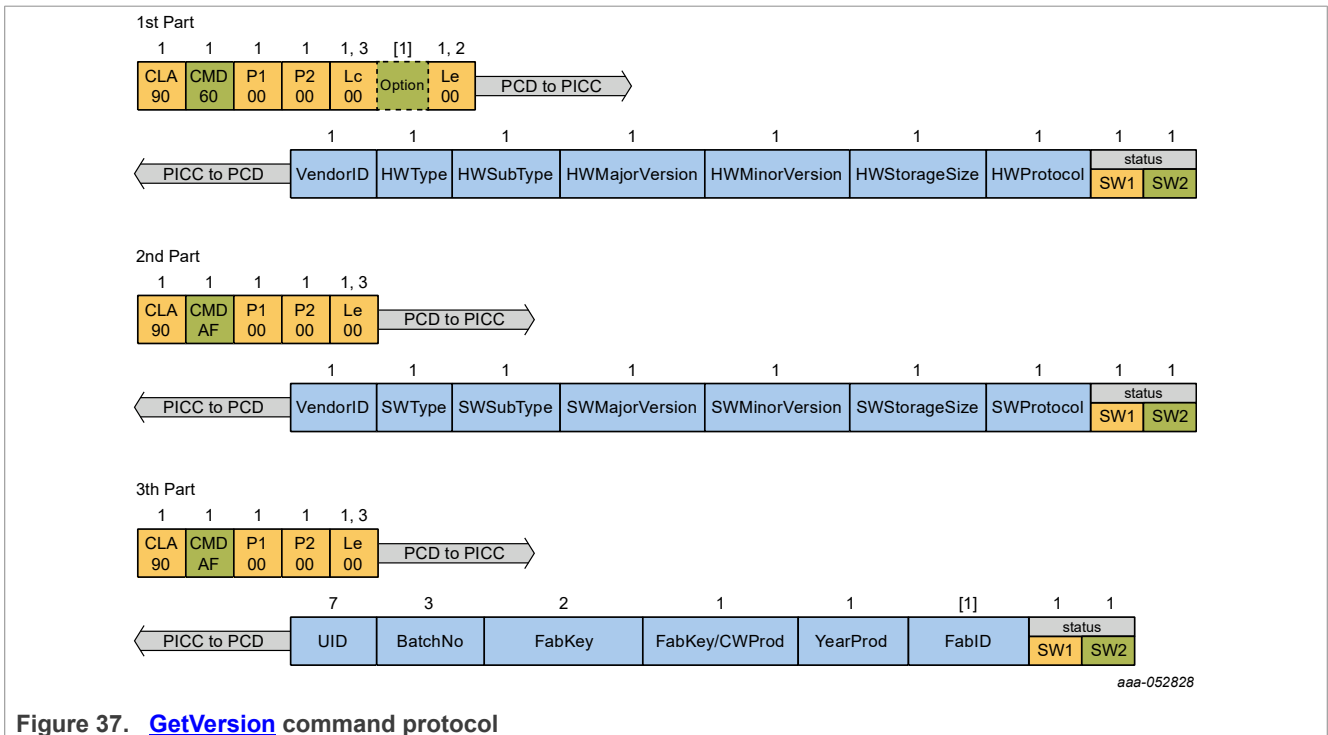 1st Part
1 1 1 1 1, 3 [1] 1, 2
CLA CMD P1 P2 Lc Option Le
90 60 00 00 00 00
PCD to PICC
1 1 1 1 1 1 1 1 1
PICC to PCD VendorID HWType HWSubType HWMajorVersion HWMinorVersion HWStorageSize HWProtocol status
SW1 SW2
2nd Part
1 1 1 1 1, 3
CLA CMD P1 P2 Le
90 AF 00 00 00
PCD to PICC
1 1 1 1 1 1 1 1 1
PICC to PCD VendorID SWType SWSubType SWMajorVersion SWMinorVersion SWStorageSize SWProtocol status
SW1 SW2
3th Part
1 1 1 1 1, 3
CLA CMD P1 P2 Le
90 AF 00 00 00
PCD to PICC
7 3 2 1 1 [1] 1 1
PICC to PCD UID BatchNo FabKey FabKey/CWProd YearProd FabID status
SW1 SW2
aaa-052828
Figure 37. GetVersion command protocol